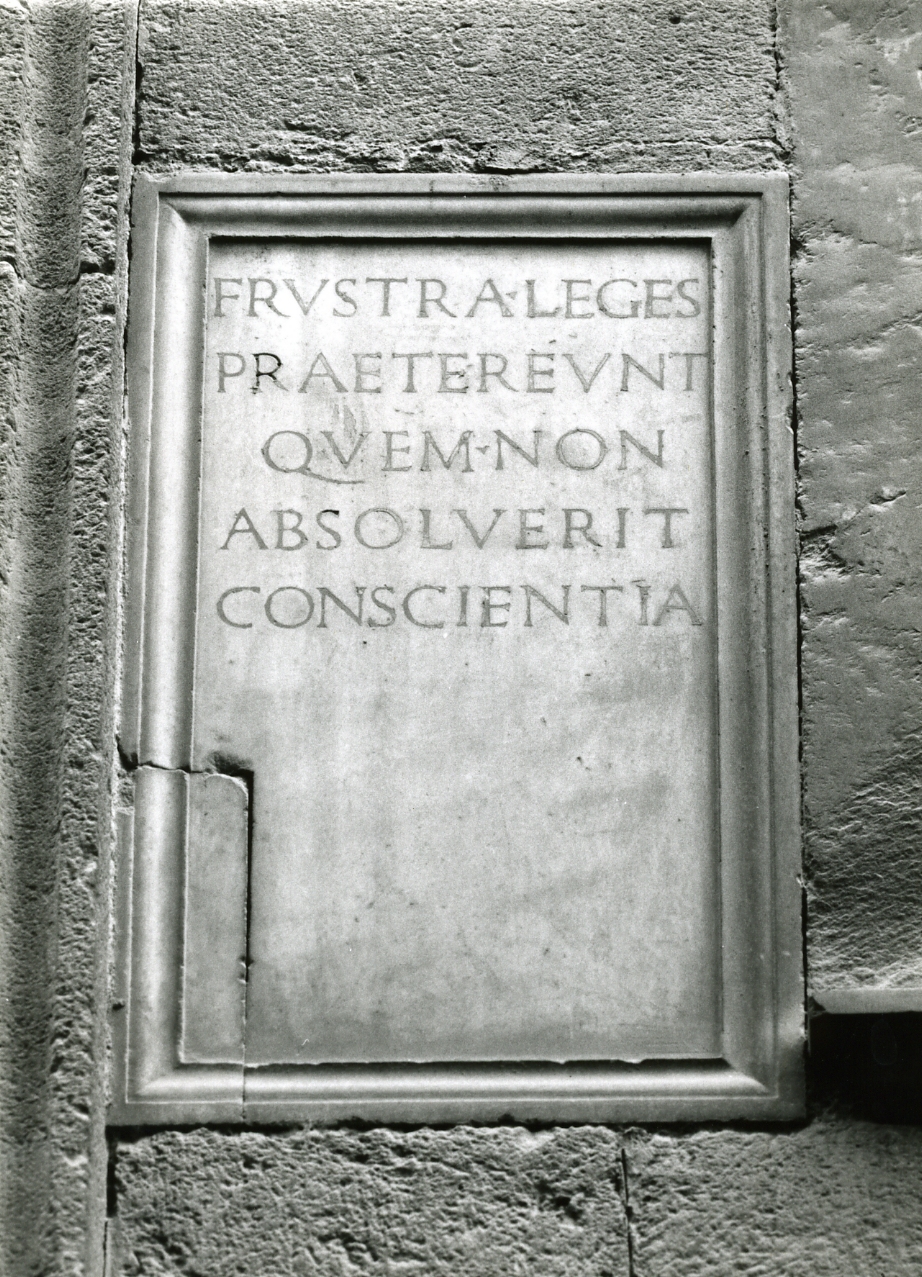 FRVSTRA·LEGES
PRAETEREVNT
QVEM·NON
ABSOLVERIT
CONSCIENTIA